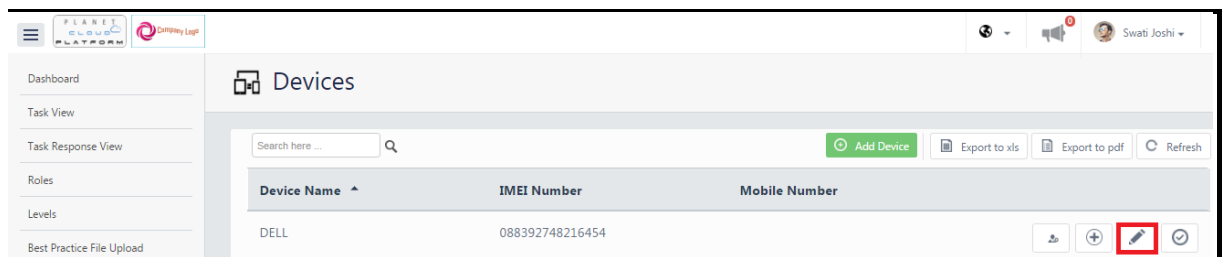 PLANET
CLOUD
PLATFORM
Company Logo
0
Swati Joshi
Dashboard
Devices
Task View
Task Response View
Search here ...
Add Device
Export to xls
Export to pdf
Refresh
Roles
Device Name
IMEI Number
Mobile Number
Levels
DELL
088392748216454
Best Practice File Upload